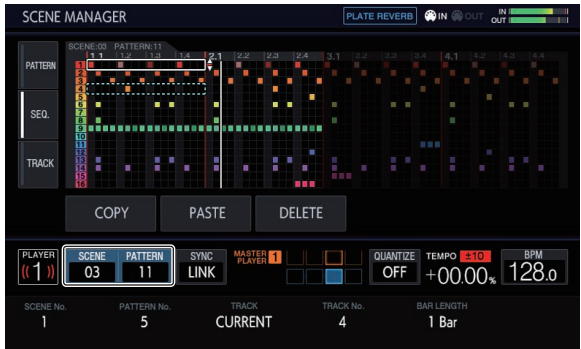 SCENE MANAGER
PLATE REVERB
IN
OUT
IN
OUT
SCENE:03 PATTERN:11
1.1 1.2 1.3 1.4 2.1 2.2 2.3 2.4 3.1 3.2 3.3 3.4 4.1 4.2 4.3 4.4
PATTERN
SEQ.
TRACK
1
2
3
4
5
6
7
8
9
10
11
12
13
14
15
16
COPY PASTE DELETE
PLAYER
1
SCENE
03
PATTERN
11
SYNC
LINK
MASTER PLAYER 1
QUANTIZE
OFF
TEMPO ±10
+00.00%
BPM
128.0
SCENE No. PATTERN No. TRACK TRACK No. BAR LENGTH
1 5 CURRENT 4 1 Bar